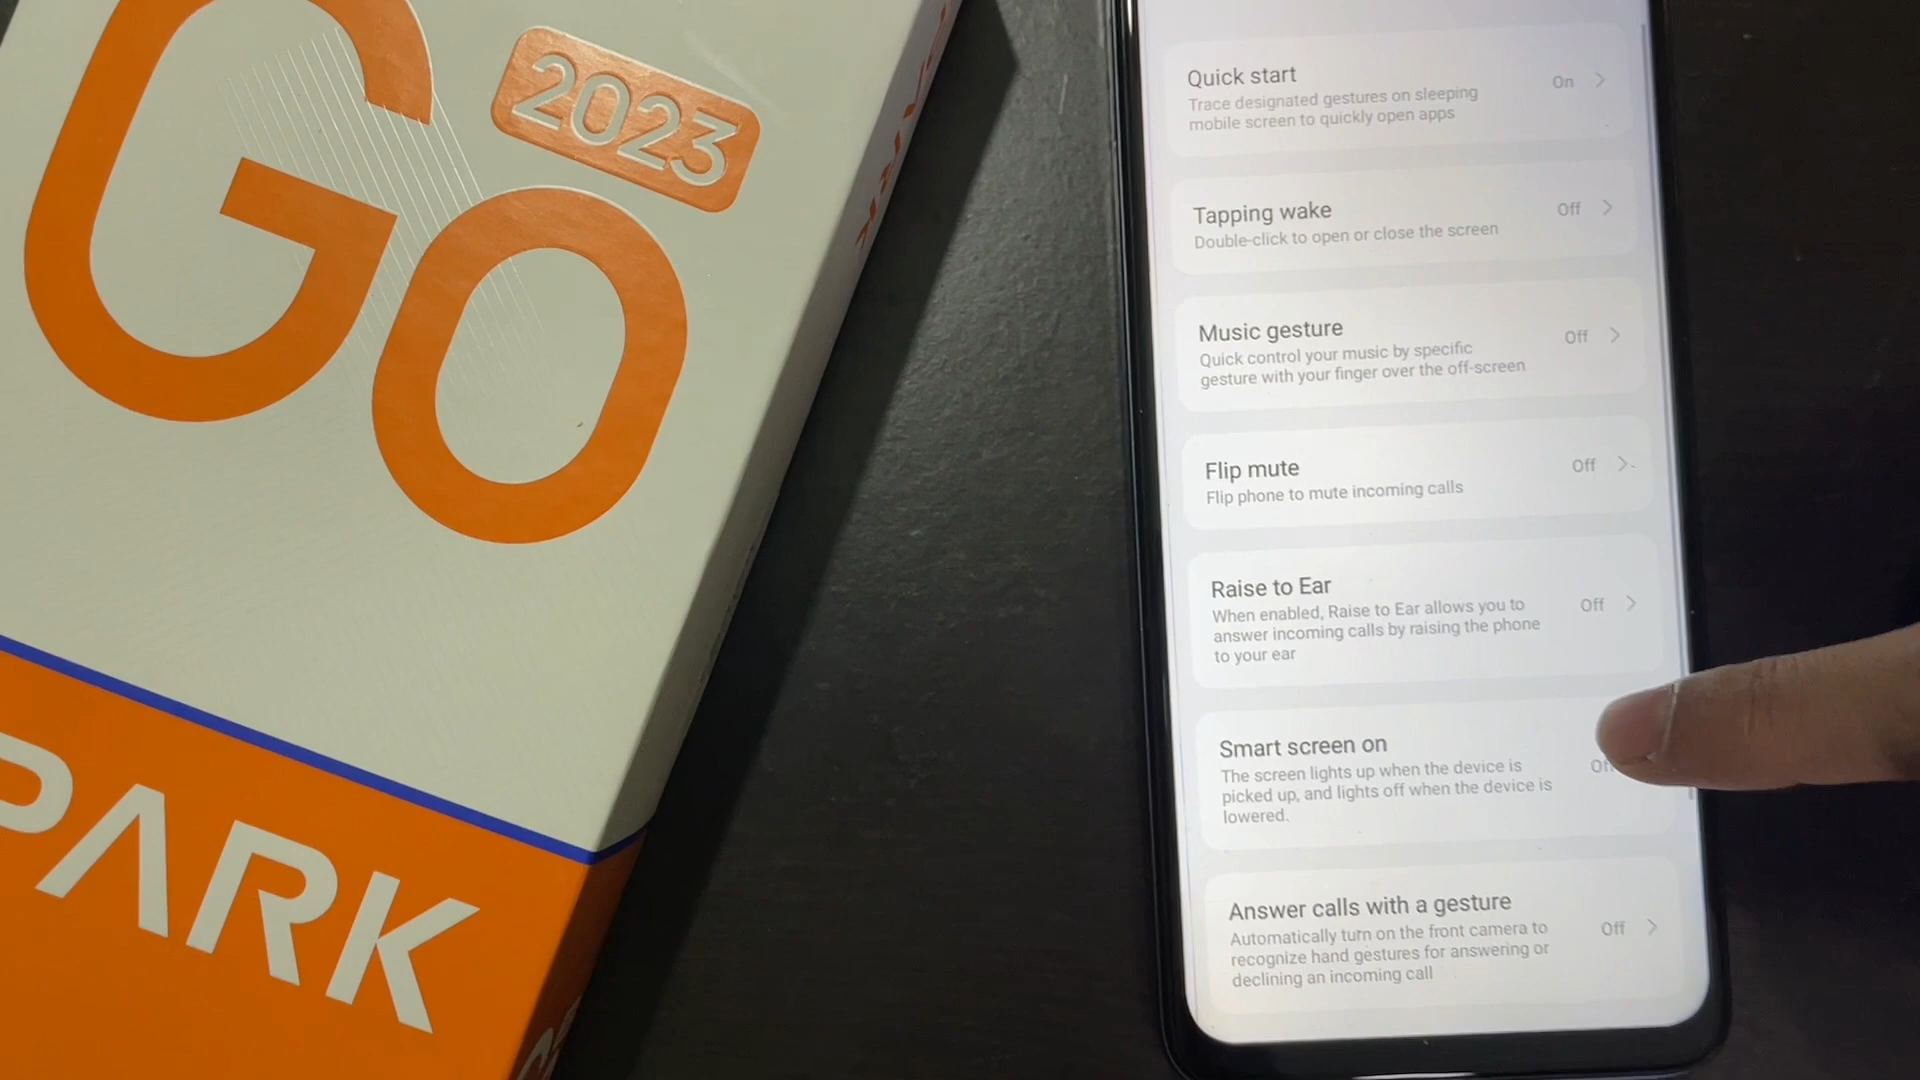 GO
2023
PARK
Quick start
Trace designated gestures on sleeping
mobile screen to quickly open apps
On
Tapping wake
Double-click to open or close the screen
Off
Music gesture
Quick control your music by specific
gesture with your finger over the off-screen
Off
Flip mute
Flip phone to mute incoming calls
Off
Raise to Ear
When enabled, Raise to Ear allows you to
answer incoming calls by raising the phone
to your ear
Off
Smart screen on
The screen lights up when the device is
picked up, and lights off when the device is
lowered.
Answer calls with a gesture
Automatically turn on the front camera to
recognize hand gestures for answering or
declining an incoming call
Off